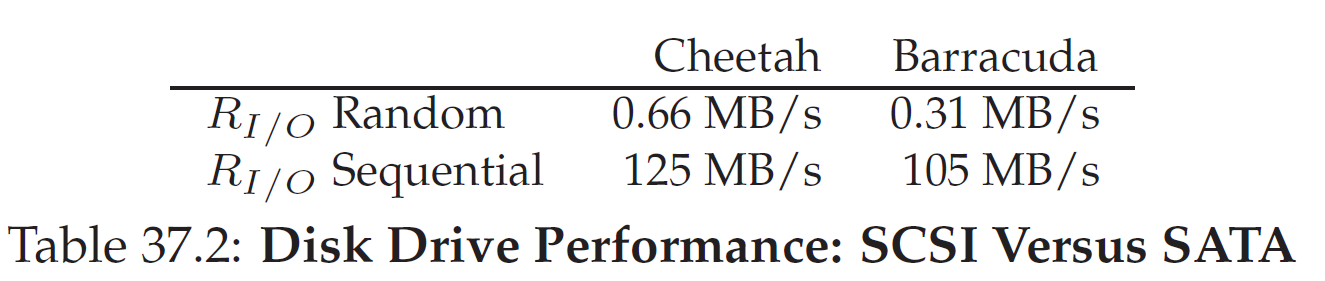 Cheetah Barracuda
R_{I/O} Random 0.66 MB/s 0.31 MB/s
R_{I/O} Sequential 125 MB/s 105 MB/s
Table 37.2: Disk Drive Performance: SCSI Versus SATA